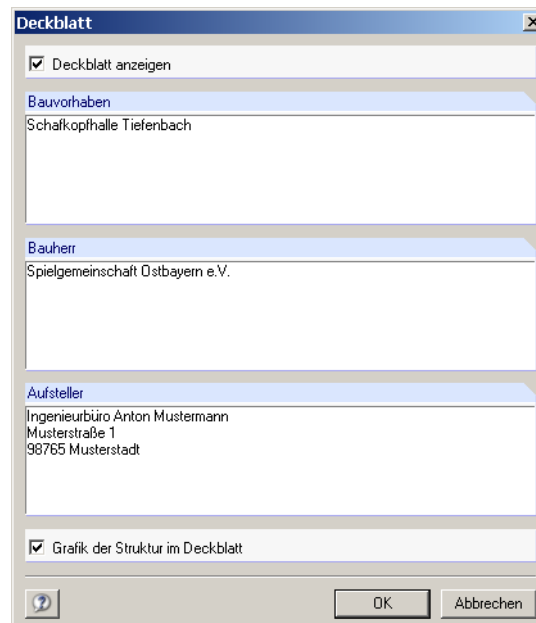 Deckblatt
Deckblatt anzeigen
Bauvorhaben
Schafkopfhalle Tiefenbach
Bauherr
Spielgemeinschaft Ostbayern e.V.
Aufsteller
Ingenieurbüro Anton Mustermann
Musterstraße 1
98765 Musterstadt
Grafik der Struktur im Deckblatt
OK
Abbrechen